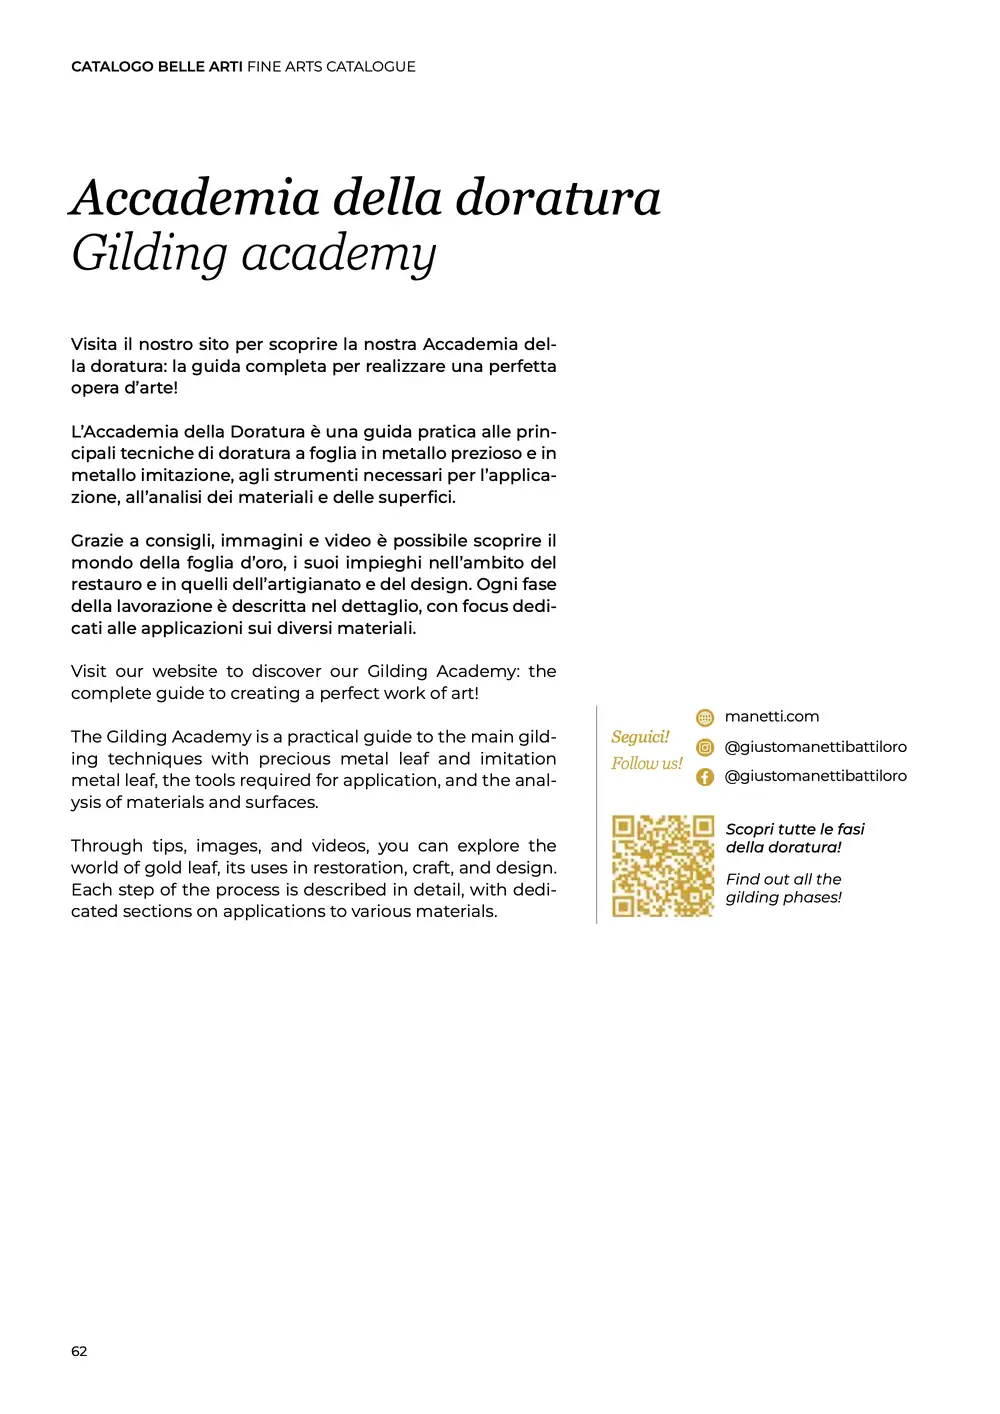 CATALOGO BELLE ARTI FINE ARTS CATALOGUE
Accademia della doratura
Gilding academy
Visita il nostro sito per scoprire la nostra Accademia del-
la doratura: la guida completa per realizzare una perfetta
opera d’arte!
L’Accademia della Doratura è una guida pratica alle prin-
cipali tecniche di doratura a foglia in metallo prezioso e in
metallo imitazione, agli strumenti necessari per l’applica-
zione, all’analisi dei materiali e delle superfici.
Grazie a consigli, immagini e video è possibile scoprire il
mondo della foglia d’oro, i suoi impieghi nell’ambito del
restauro e in quelli dell’artigianato e del design. Ogni fase
della lavorazione è descritta nel dettaglio, con focus dedi-
cati alle applicazioni sui diversi materiali.
Visit our website to discover our Gilding Academy: the
complete guide to creating a perfect work of art!
The Gilding Academy is a practical guide to the main gild-
ing techniques with precious metal leaf and imitation
metal leaf, the tools required for application, and the anal-
ysis of materials and surfaces.
Through tips, images, and videos, you can explore the
world of gold leaf, its uses in restoration, craft, and design.
Each step of the process is described in detail, with dedi-
cated sections on applications to various materials.
Seguici!
Follow us!
manetti.com
@giustomanettibattiloro
@giustomanettibattiloro
Scopri tutte le fasi
della doratura!
Find out all the
gilding phases!
62